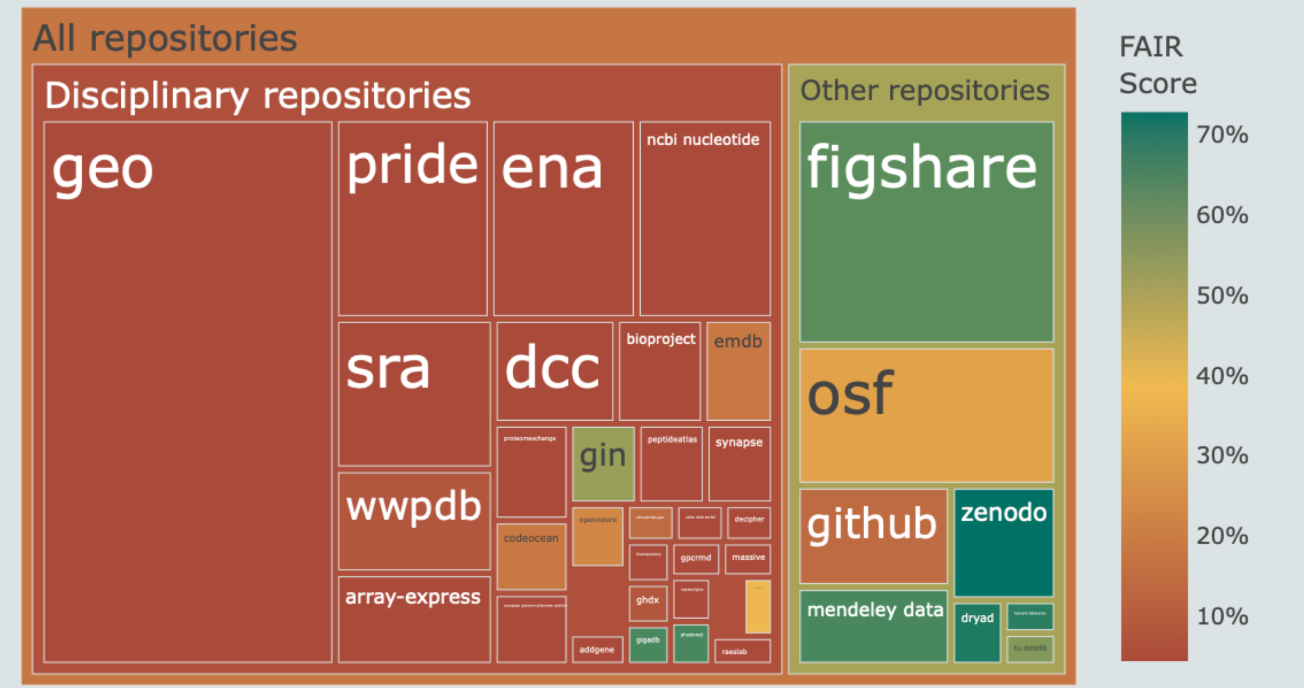 All repositories
Disciplinary repositories
Other repositories
geo
pride
ena
ncbi nucleotide
figshare
sra
dcc
bioproject
emdb
osf
proteomexchange
gin
peptideatlas
synapse
wwpdb
openneuro
decipher
codeocean
gpcrmd
massive
array-express
ghdx
addgene
gigadb
physionet
raeslab
github
zenodo
mendeley data
dryad
FAIR
Score
70%
60%
50%
40%
30%
20%
10%